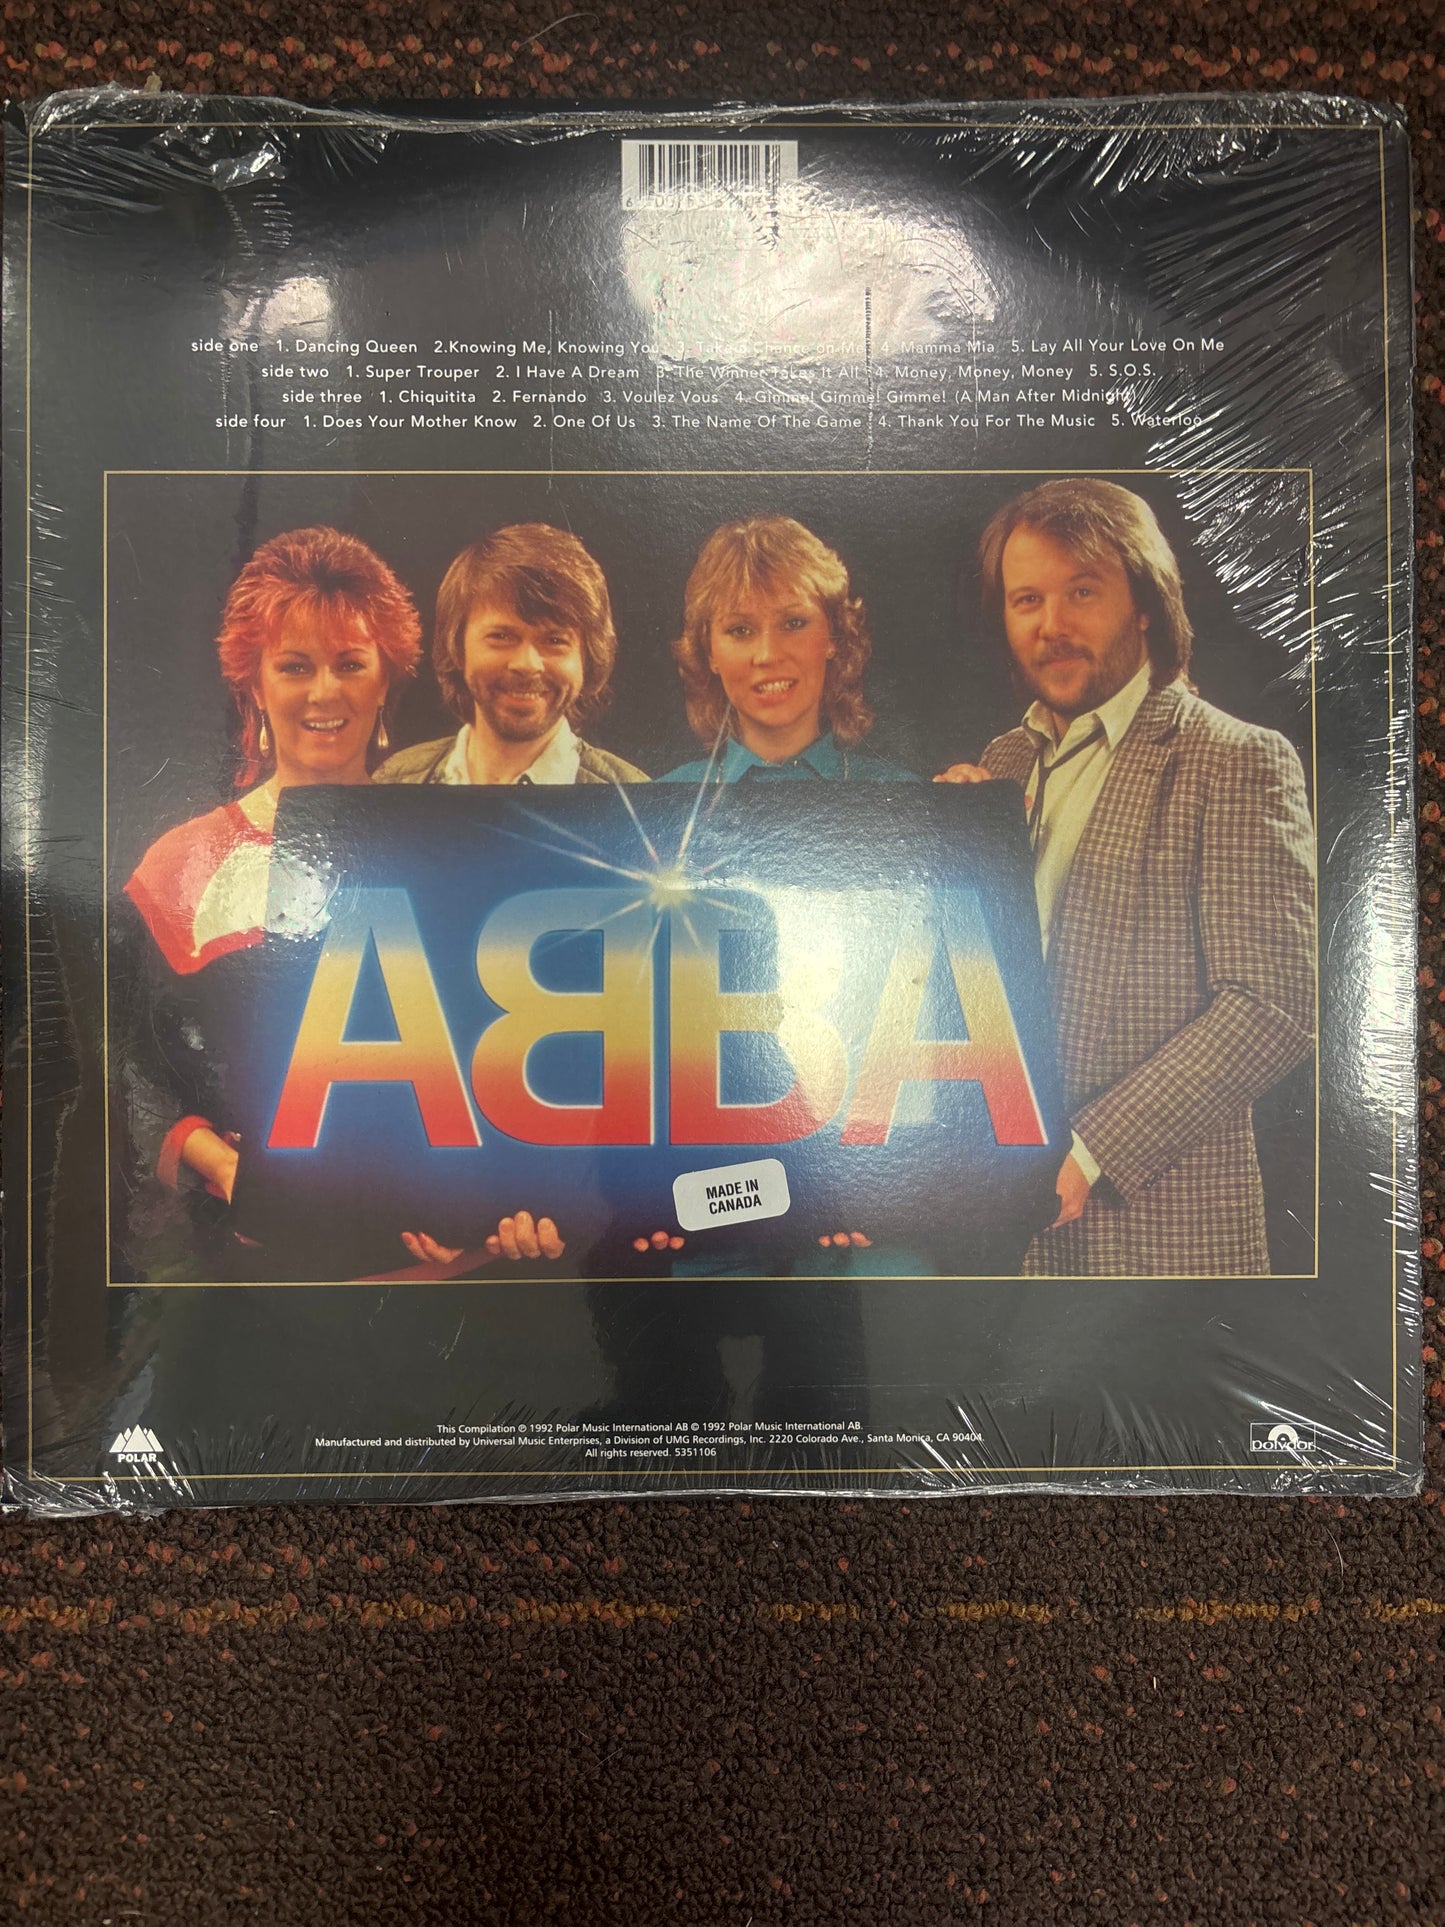 side one 1. Dancing Queen 2.Knowing Me, Knowing You 3. Take a Chance on Me 4. Mamma Mia 5. Lay All Your Love On Me
side two 1. Super Trouper 2. I Have A Dream 3. The Winner Takes It All 4. Money, Money, Money 5. S.O.S.
side three 1. Chiquitita 2. Fernando 3. Voulez Vous 4. Gimme! Gimme! Gimme! (A Man After Midnight)
side four 1. Does Your Mother Know 2. One Of Us 3. The Name Of The Game 4. Thank You For The Music 5. Waterloo
ABBA
MADE IN
CANADA
This Compilation ℗ 1992 Polar Music International AB © 1992 Polar Music International AB.
Manufactured and distributed by Universal Music Enterprises, a Division of UMG Recordings, Inc. 2220 Colorado Ave., Santa Monica, CA 90404.
All rights reserved. 5351106
POLAR
polydor